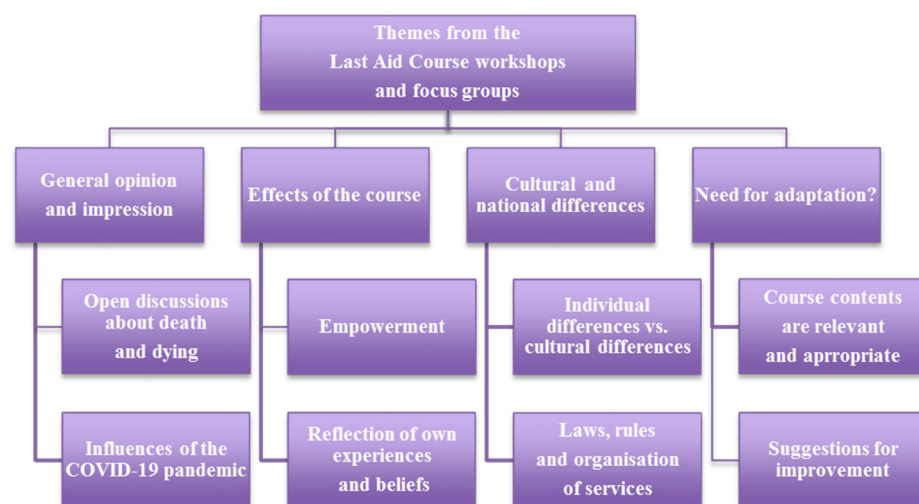 Themes from the
Last Aid Course workshops
and focus groups
General opinion
and impression
Effects of the course
Cultural and
national differences
Need for adaptation?
Open discussions
about death
and dying
Empowerment
Individual
differences vs.
cultural differences
Course contents
are relevant
and aprropriate
Influences of the
COVID-19 pandemic
Reflection of own
experiences
and beliefs
Laws, rules
and organisation
of services
Suggestions for
improvement